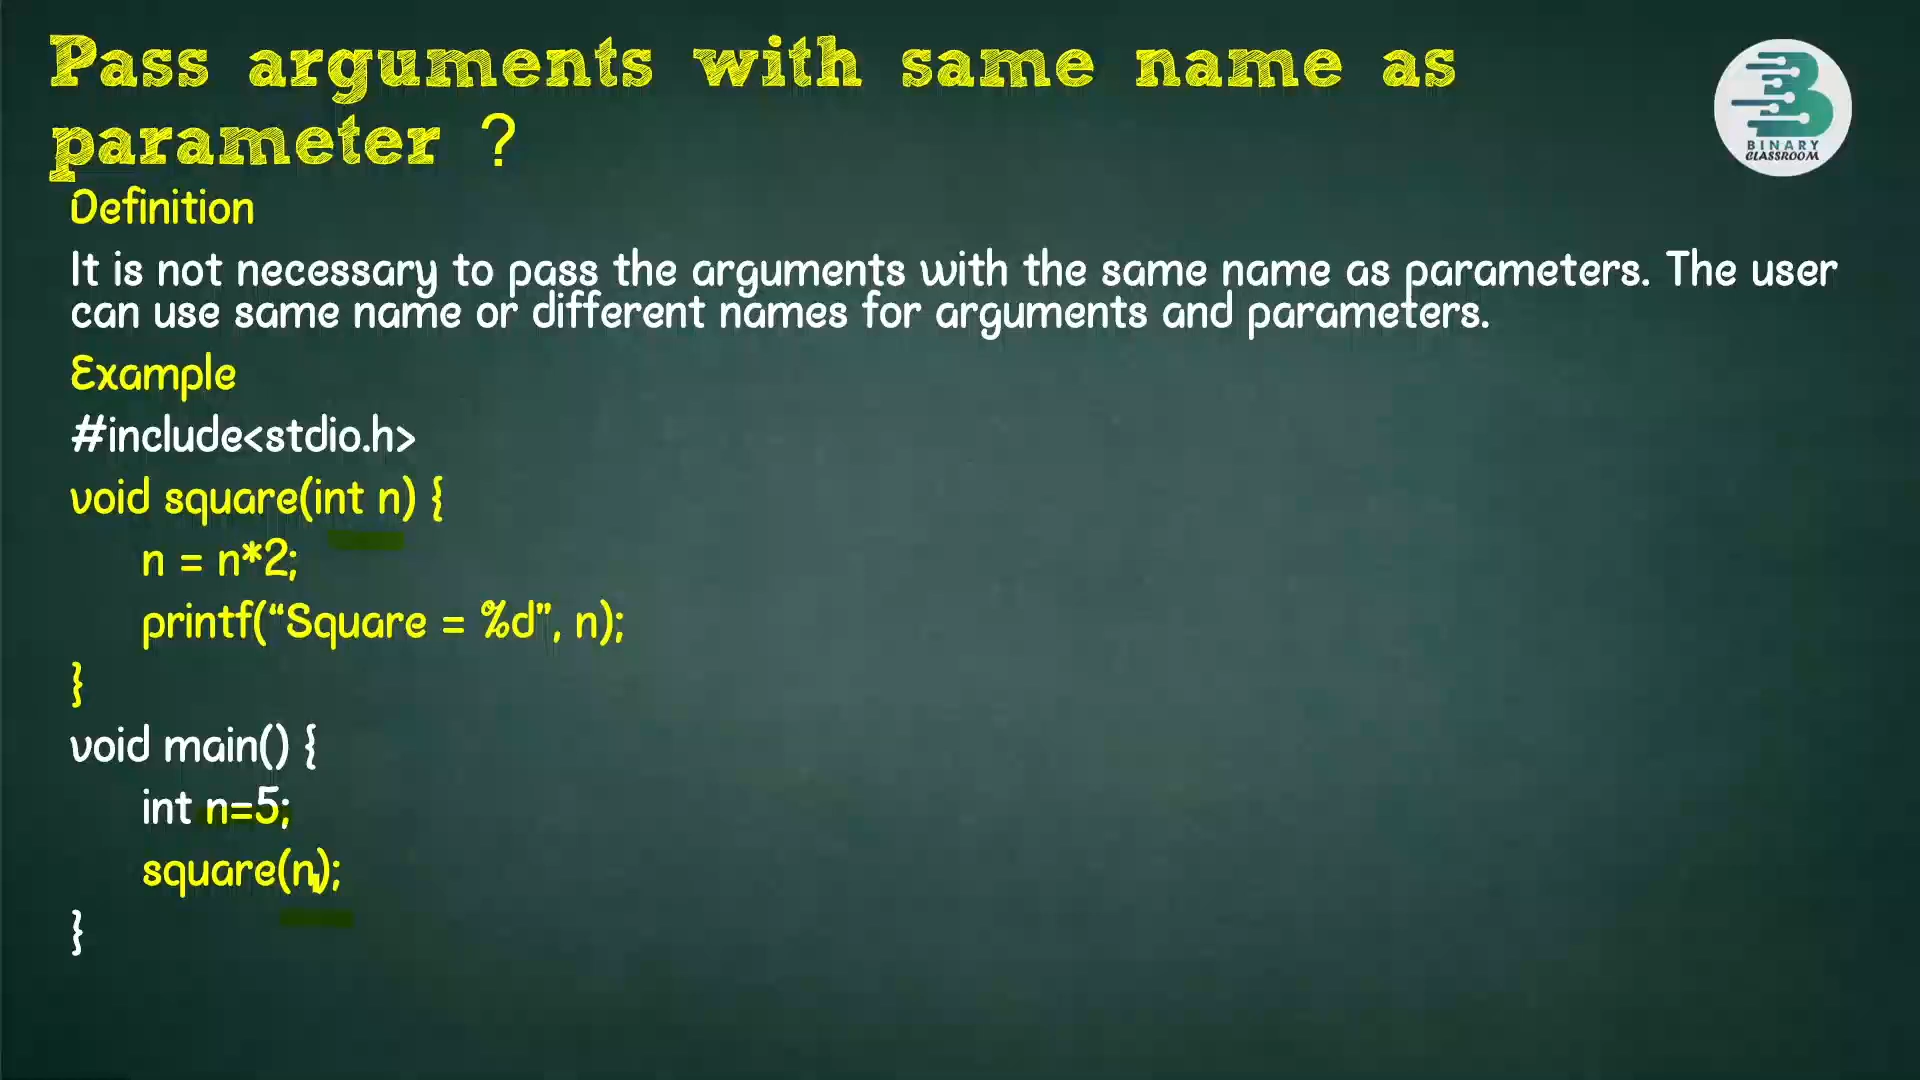 Pass arguments with same name as
parameter ?
BINARY
CLASSROOM
Definition
It is not necessary to pass the arguments with the same name as parameters. The user
can use same name or different names for arguments and parameters.
Example
#include<stdio.h>
void square(int n) {
n = n*2;
printf(“Square = %d”, n);
}
void main() {
int n=5;
square(n);
}